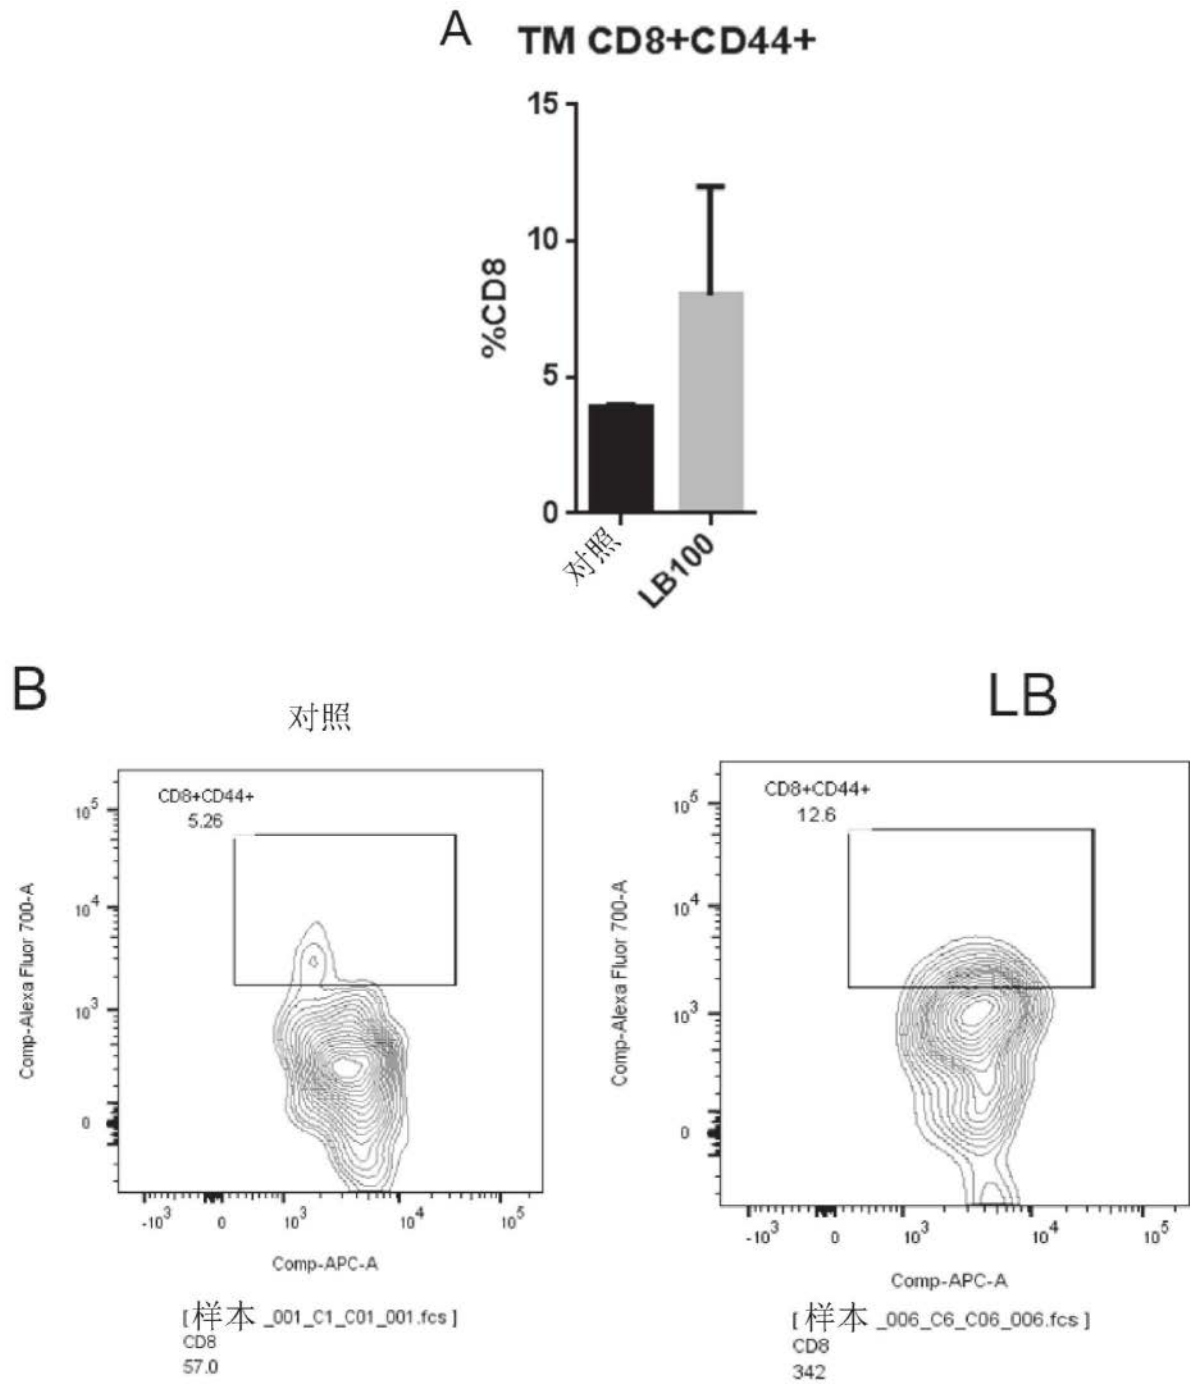 A TM CD8+CD44+
15
10
5
0
%CD8
对照
LB100
B
对照
CD8+CD44+
5.26
10^5
10^4
10^3
0
Comp-Alexa Fluor 700-A
-10^3 0 10^3 10^4 10^5
Comp-APC-A
[样本_001_C1_C01_001.fcs]
CD8
57.0
LB
CD8+CD44+
12.6
10^5
10^4
10^3
0
Comp-Alexa Fluor 700-A
-10^3 0 10^3 10^4 10^5
Comp-APC-A
[样本_006_C6_C06_006.fcs]
CD8
342